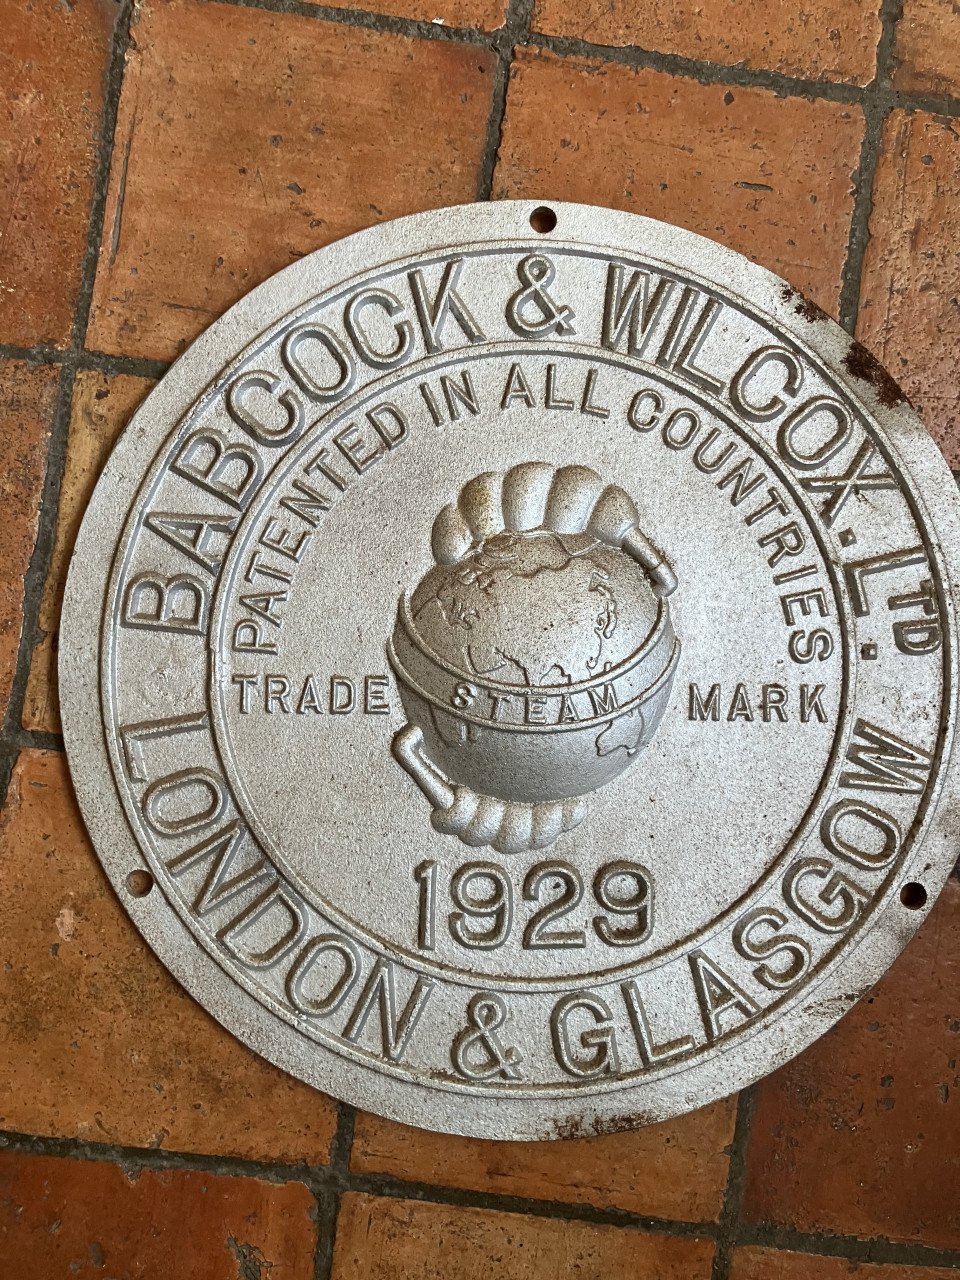 BABCOCK & WILCOX. LTD.
PATENTED IN ALL COUNTRIES
TRADE STEAM MARK
1929
LONDON & GLASGOW